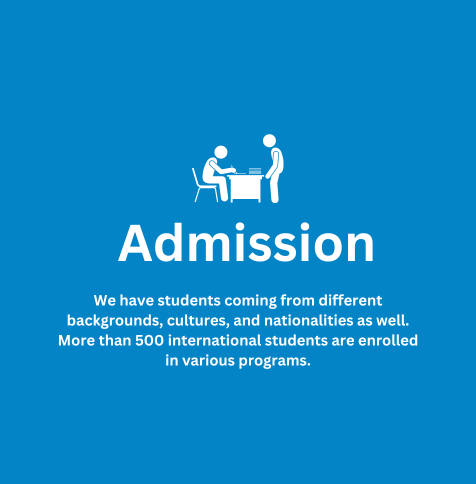 Admission
We have students coming from different
backgrounds, cultures, and nationalities as well.
More than 500 international students are enrolled
in various programs.